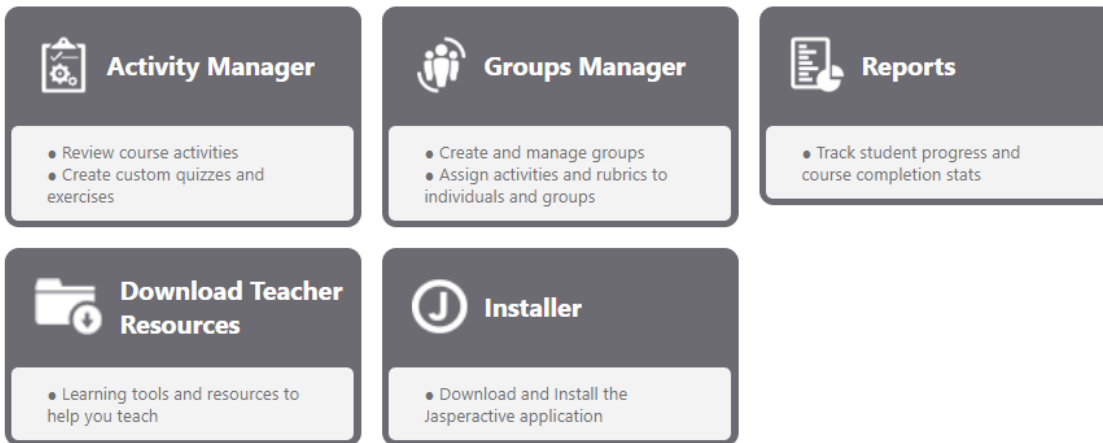 Activity Manager
● Review course activities
● Create custom quizzes and
exercises
Groups Manager
● Create and manage groups
● Assign activities and rubrics to
individuals and groups
Reports
● Track student progress and
course completion stats
Download Teacher
Resources
● Learning tools and resources to
help you teach
J
Installer
● Download and Install the
Jasperactive application